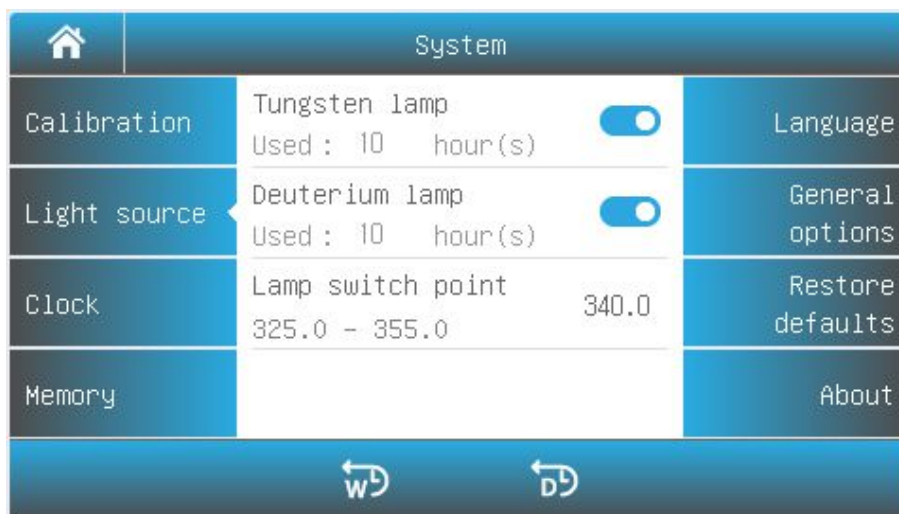 System
Calibration
Light source
Clock
Memory
Tungsten lamp
Used : 10 hour(s)
Deuterium lamp
Used : 10 hour(s)
Lamp switch point
325.0 - 355.0
340.0
Language
General
options
Restore
defaults
About
W
D